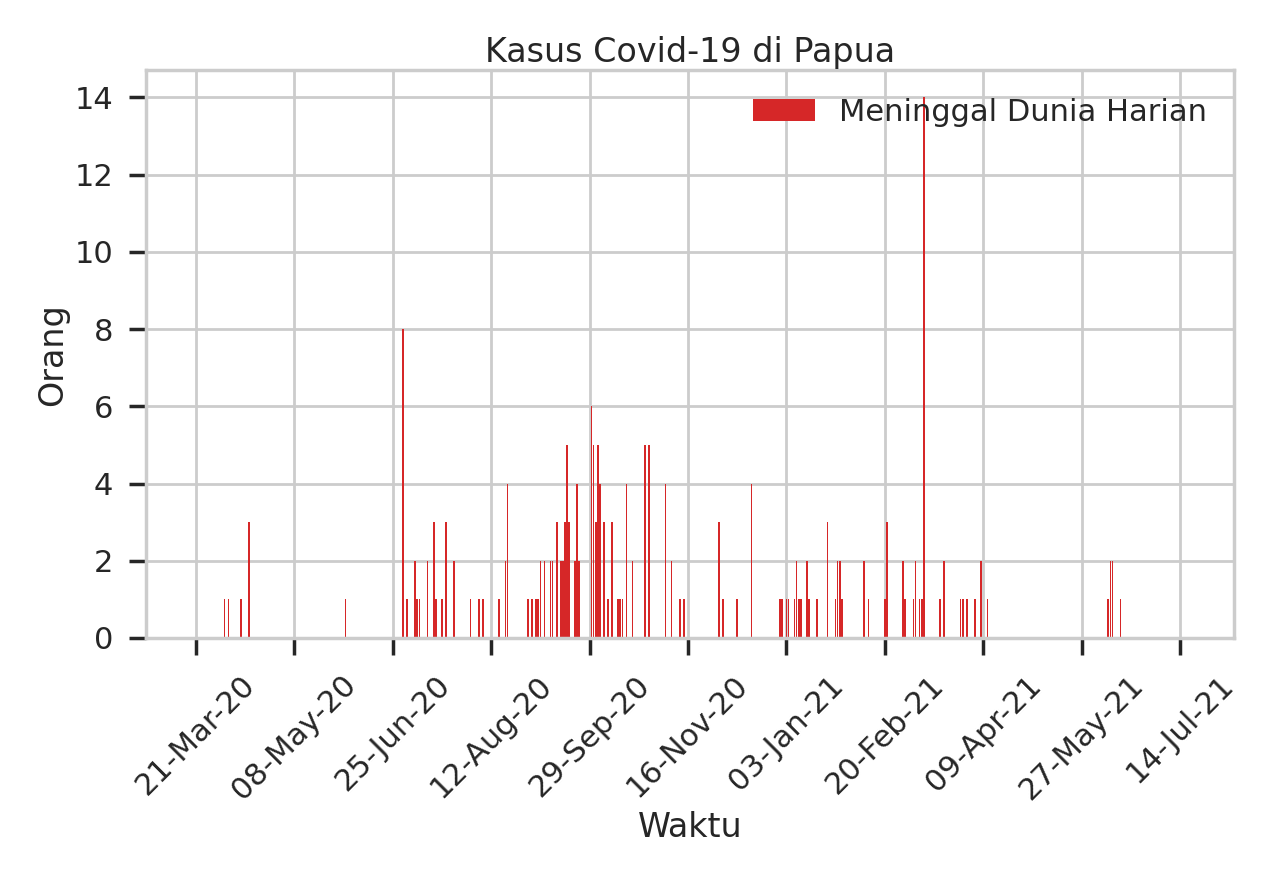 Kasus Covid-19 di Papua
Meninggal Dunia Harian
Orang
14
12
10
8
6
4
2
0
21-Mar-20
08-May-20
25-Jun-20
12-Aug-20
29-Sep-20
16-Nov-20
03-Jan-21
20-Feb-21
09-Apr-21
27-May-21
14-Jul-21
Waktu